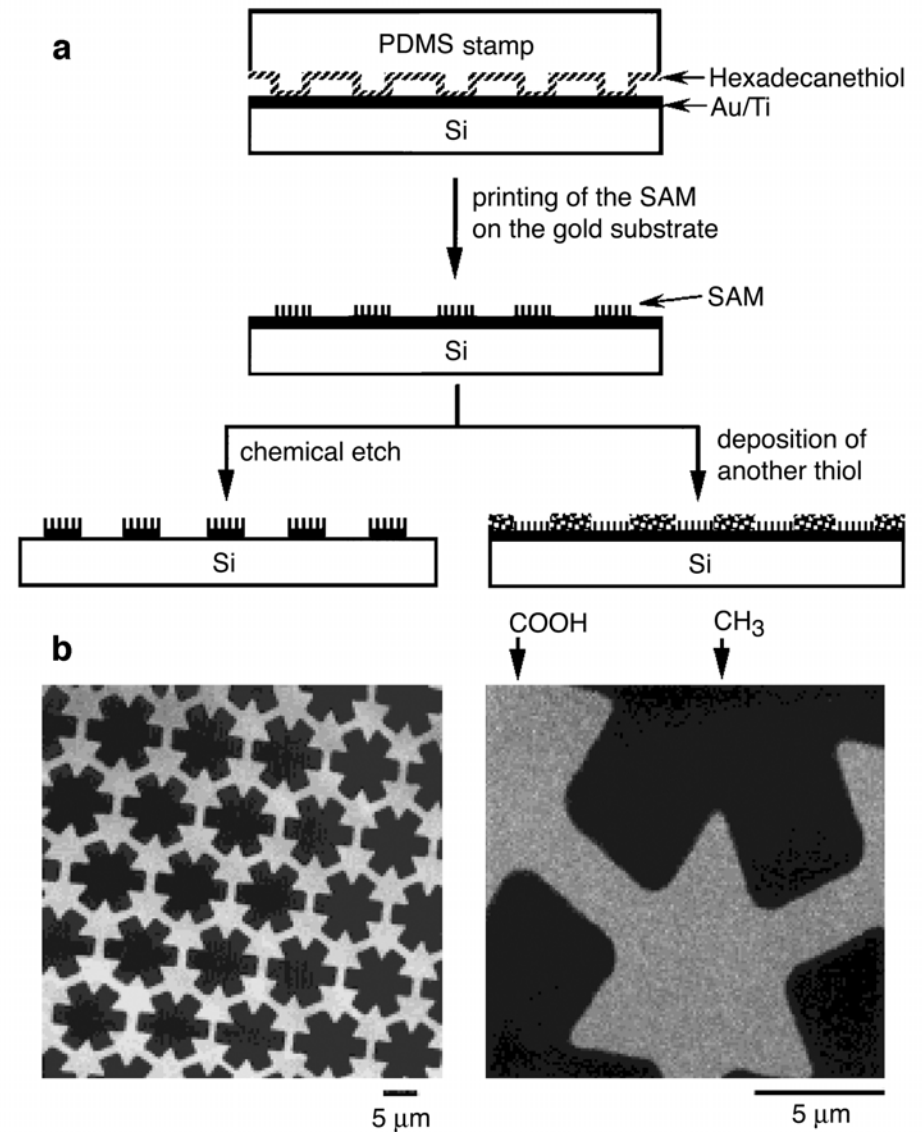 a
PDMS stamp
Hexadecanethiol
Au/Ti
Si
printing of the SAM
on the gold substrate
SAM
Si
chemical etch
deposition of
another thiol
Si
Si
b
COOH
CH₃
5 μm
5 μm